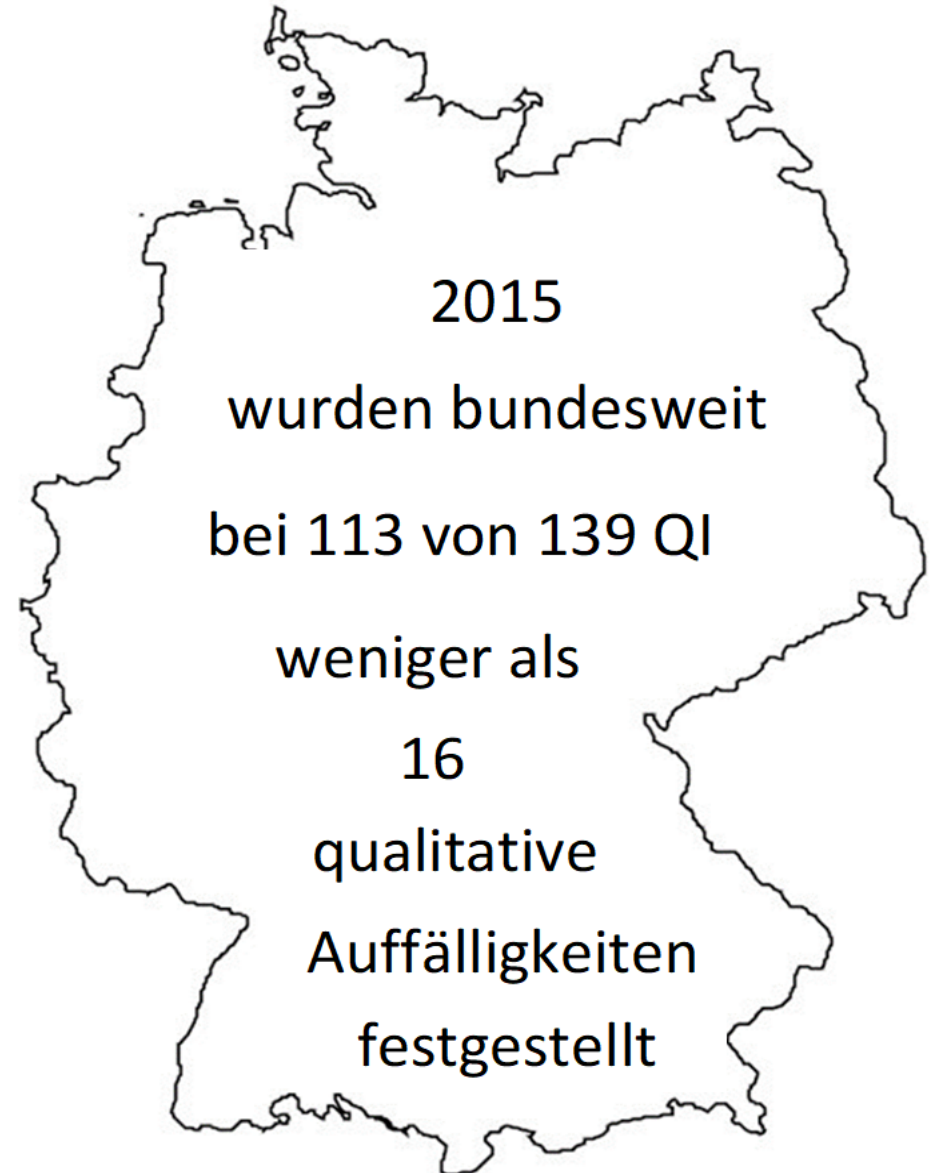 2015
wurden bundesweit
bei 113 von 139 QI
weniger als
16
qualitative
Auffälligkeiten
festgestellt